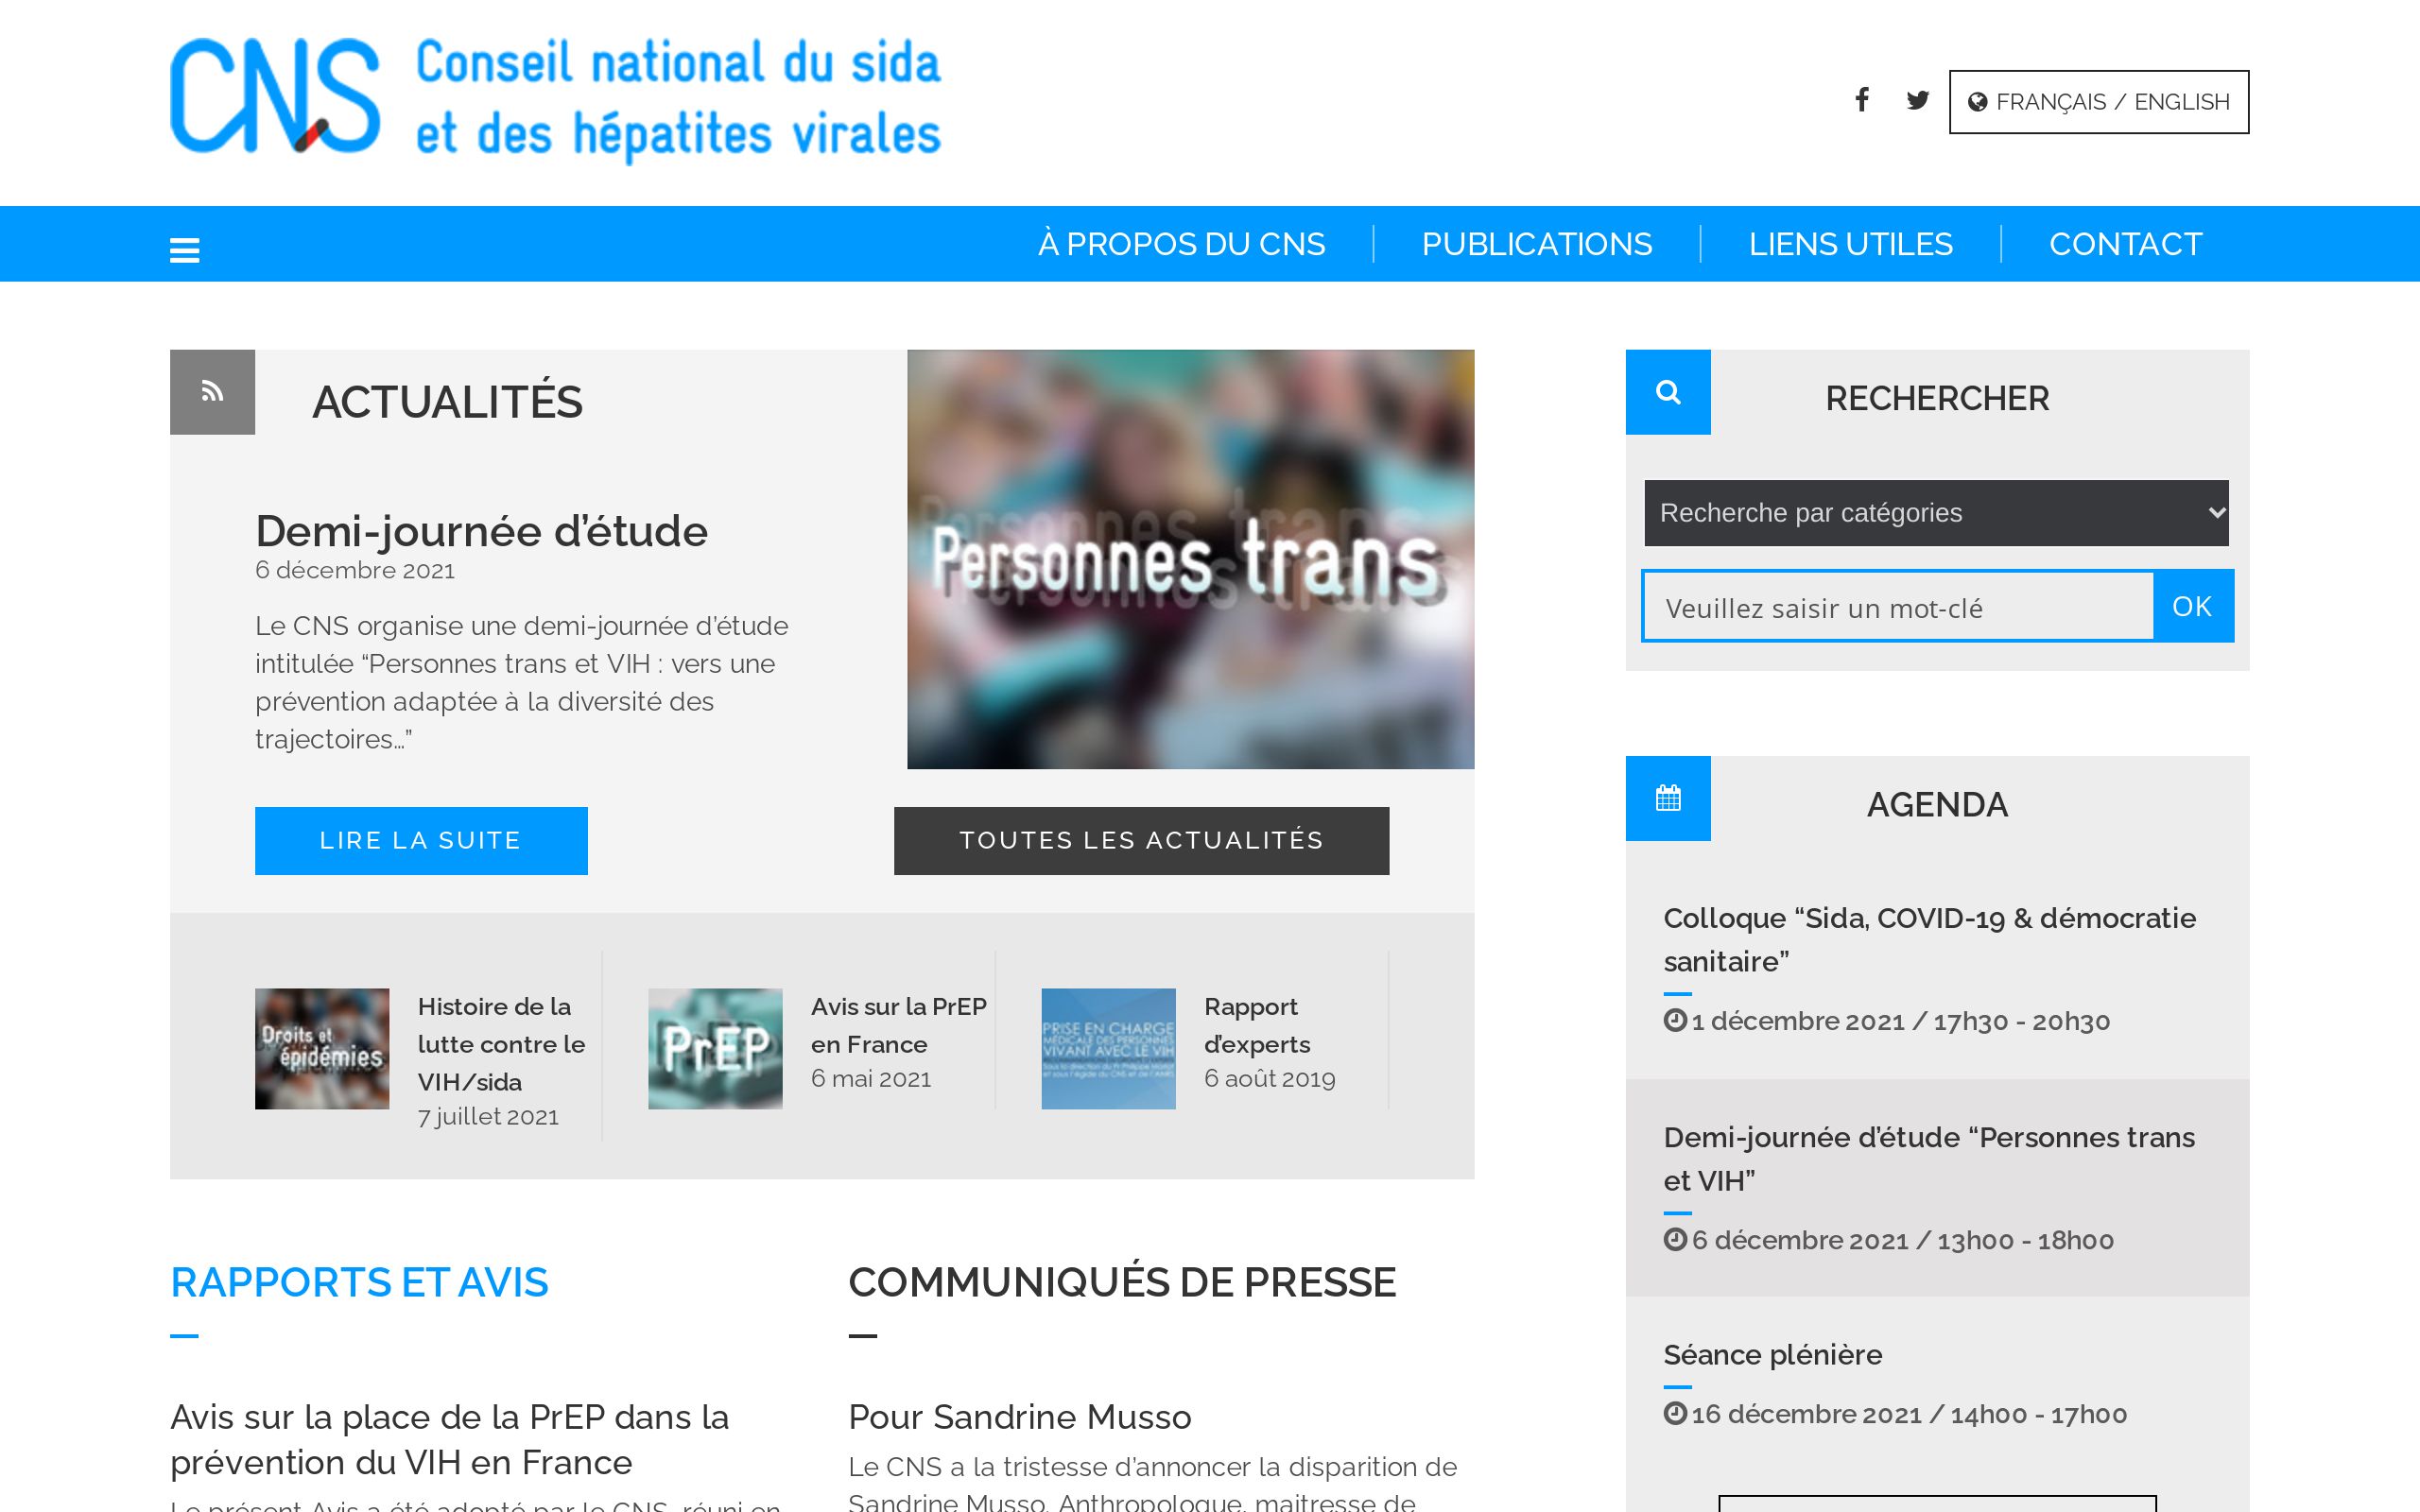 CNS
Conseil national du sida
et des hépatites virales
FRANÇAIS / ENGLISH
À PROPOS DU CNS
PUBLICATIONS
LIENS UTILES
CONTACT
ACTUALITÉS
Demi-journée d’étude
6 décembre 2021
Le CNS organise une demi-journée d’étude
intitulée “Personnes trans et VIH : vers une
prévention adaptée à la diversité des
trajectoires…”
Personnes trans
LIRE LA SUITE
TOUTES LES ACTUALITÉS
Droits et
épidémies
Histoire de la
lutte contre le
VIH/sida
7 juillet 2021
PrEP
Avis sur la PrEP
en France
6 mai 2021
PRISE EN CHARGE
MÉDICALE DES PERSONNES
VIVANT AVEC LE VIH
Rapport
d’experts
6 août 2019
RAPPORTS ET AVIS
Avis sur la place de la PrEP dans la
prévention du VIH en France
Le présent Avis a été adopté par le CNS, réuni en
COMMUNIQUÉS DE PRESSE
Pour Sandrine Musso
Le CNS a la tristesse d’annoncer la disparition de
Sandrine Musso, Anthropologue, maitresse de
RECHERCHER
Recherche par catégories
Veuillez saisir un mot-clé
OK
AGENDA
Colloque “Sida, COVID-19 & démocratie
sanitaire”
1 décembre 2021 / 17h30 - 20h30
Demi-journée d’étude “Personnes trans
et VIH”
6 décembre 2021 / 13h00 - 18h00
Séance plénière
16 décembre 2021 / 14h00 - 17h00